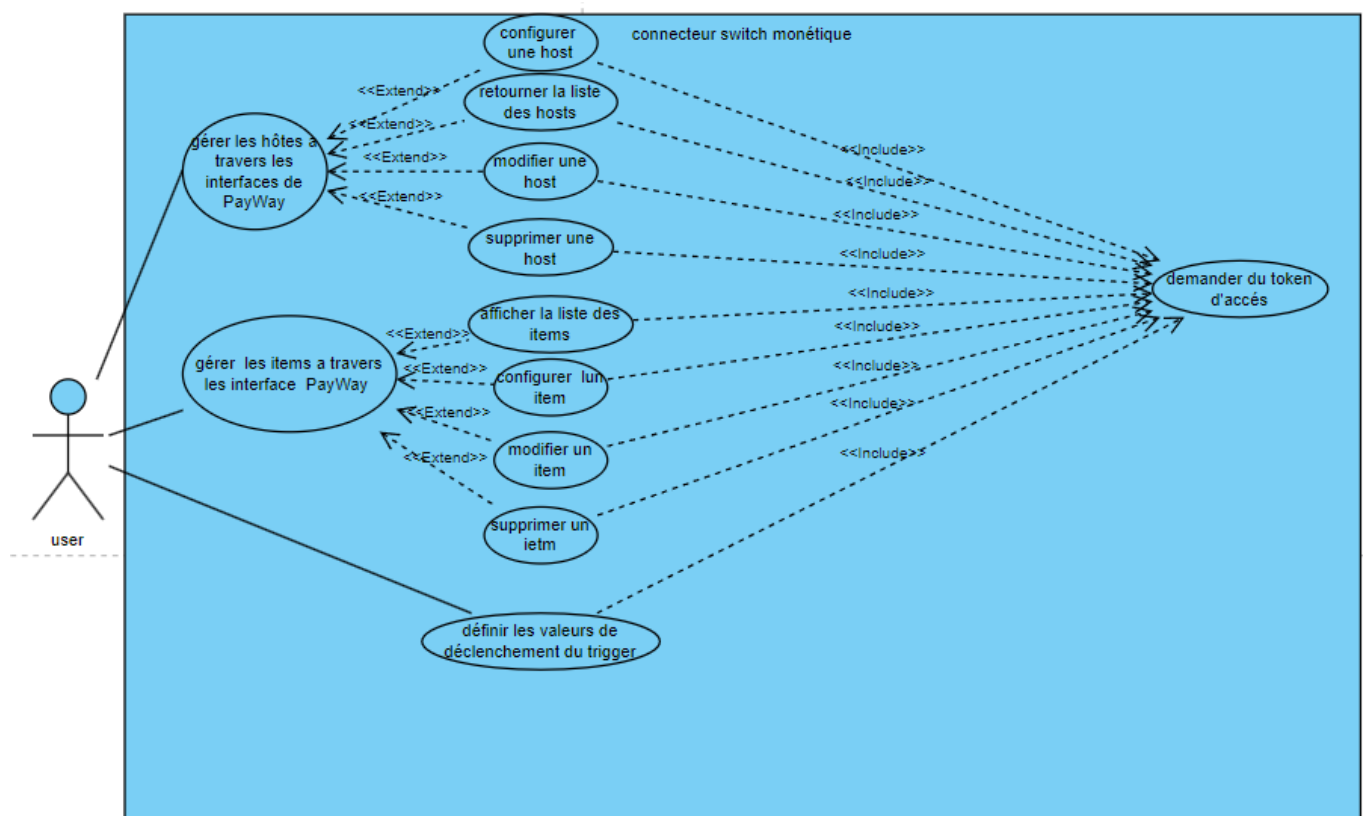 configurer
une host
connecteur switch monétique
<<Extend>>
retourner la liste
des hosts
<<Extend>>
gérer les hôtes a
travers les
interfaces de
PayWay
<<Extend>>
modifier une
host
<<Extend>>
supprimer une
host
<<Include>>
<<Include>>
<<Include>>
<<Include>>
demander du token
d'accés
<<Include>>
afficher la liste des
items
<<Extend>>
<<Include>>
gérer les items a travers
les interface PayWay
<<Extend>>
configurer lun
item
<<Include>>
<<Extend>>
modifier un
item
<<Include>>
<<Extend>>
supprimer un
ietm
<<Include>>
user
définir les valeurs de
déclenchement du trigger